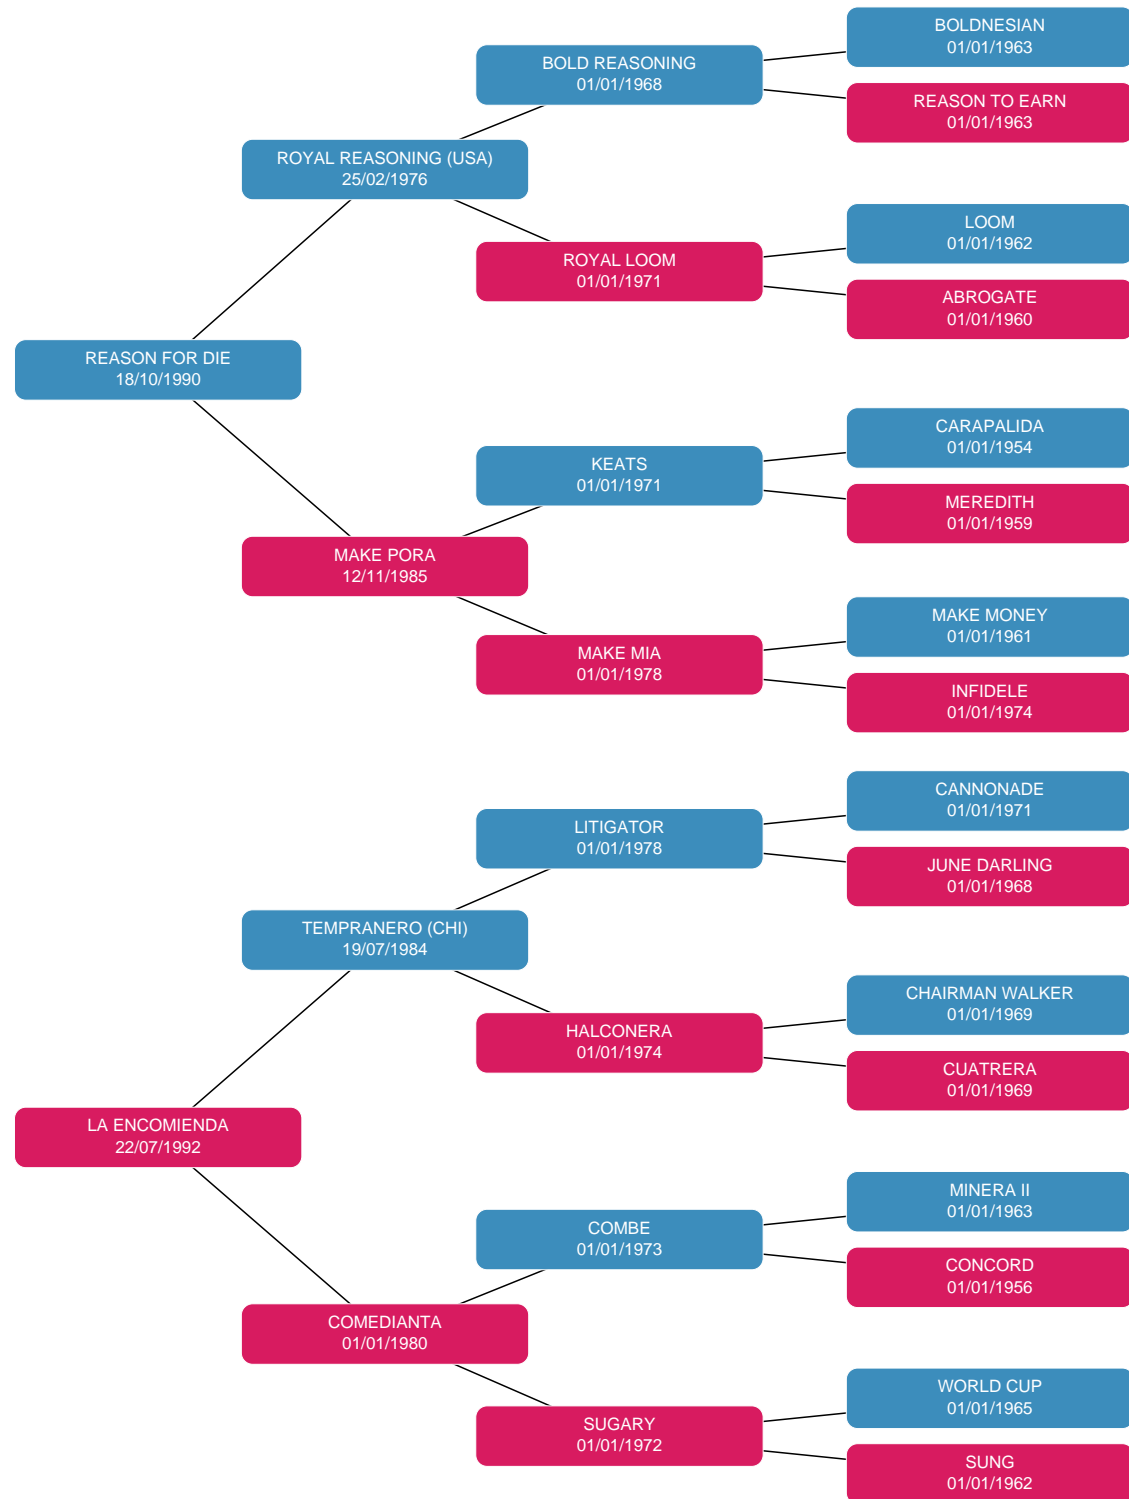 BOLDNESIAN
01/01/1963
BOLD REASONING
01/01/1968
REASON TO EARN
01/01/1963
ROYAL REASONING (USA)
25/02/1976
LOOM
01/01/1962
ROYAL LOOM
01/01/1971
ABROGATE
01/01/1960
REASON FOR DIE
18/10/1990
CARAPALIDA
01/01/1954
KEATS
01/01/1971
MEREDITH
01/01/1959
MAKE PORA
12/11/1985
MAKE MONEY
01/01/1961
MAKE MIA
01/01/1978
INFIDELE
01/01/1974
CANNONADE
01/01/1971
LITIGATOR
01/01/1978
JUNE DARLING
01/01/1968
TEMPRANERO (CHI)
19/07/1984
CHAIRMAN WALKER
01/01/1969
HALCONERA
01/01/1974
CUATRERA
01/01/1969
LA ENCOMIENDA
22/07/1992
MINERA II
01/01/1963
COMBE
01/01/1973
CONCORD
01/01/1956
COMEDIANTA
01/01/1980
WORLD CUP
01/01/1965
SUGARY
01/01/1972
SUNG
01/01/1962